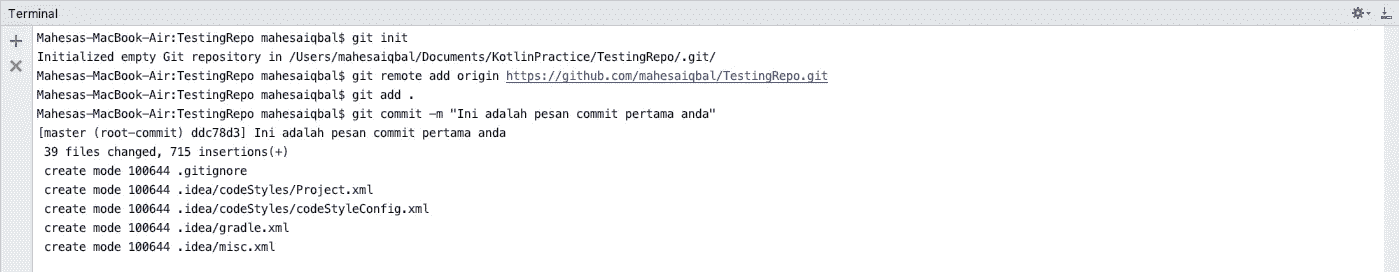 Terminal
Mahesas-MacBook-Air:TestingRepo mahesaiqbal$ git init
Initialized empty Git repository in /Users/mahesaiqbal/Documents/KotlinPractice/TestingRepo/.git/
Mahesas-MacBook-Air:TestingRepo mahesaiqbal$ git remote add origin https://github.com/mahesaiqbal/TestingRepo.git
Mahesas-MacBook-Air:TestingRepo mahesaiqbal$ git add .
Mahesas-MacBook-Air:TestingRepo mahesaiqbal$ git commit -m "Ini adalah pesan commit pertama anda"
[master (root-commit) ddc78d3] Ini adalah pesan commit pertama anda
39 files changed, 715 insertions(+)
create mode 100644 .gitignore
create mode 100644 .idea/codeStyles/Project.xml
create mode 100644 .idea/codeStyles/codeStyleConfig.xml
create mode 100644 .idea/gradle.xml
create mode 100644 .idea/misc.xml